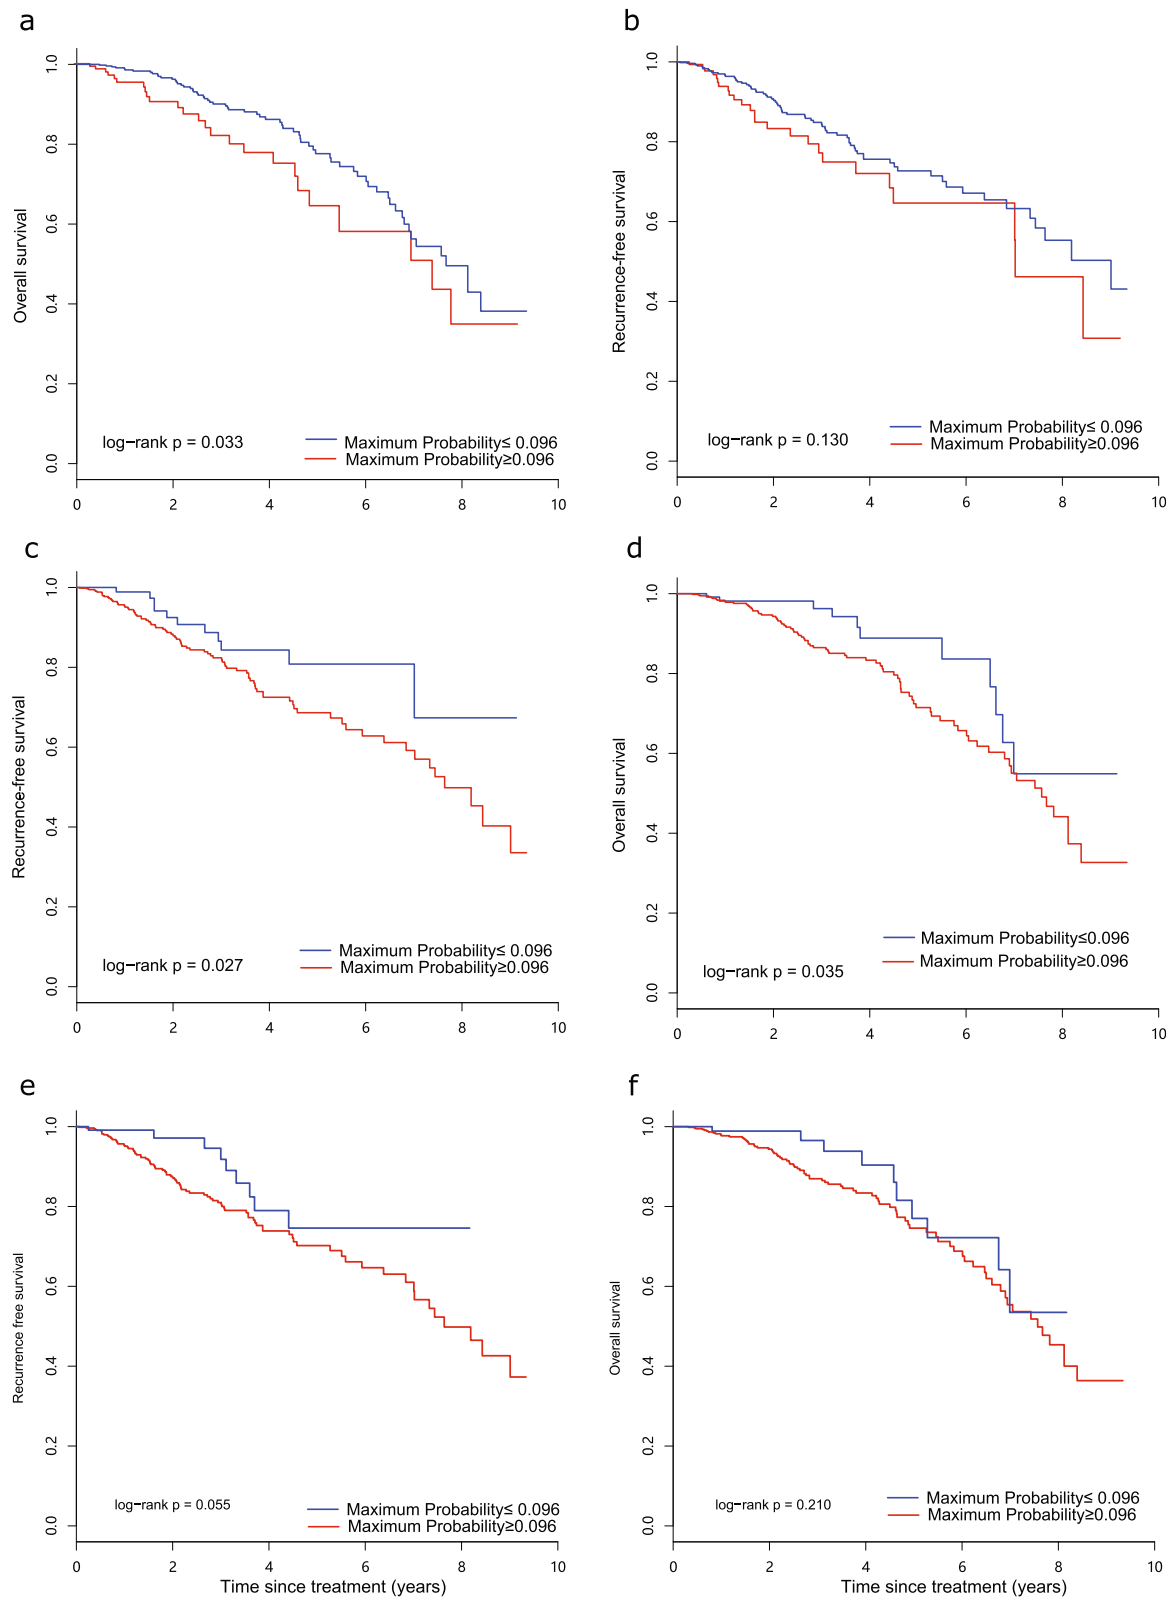 a
Overall survival
1.0
0.8
0.6
0.4
0.2
0.0
log−rank p = 0.033
Maximum Probability≤ 0.096
Maximum Probability≥0.096
0 2 4 6 8 10
b
Recurrence-free survival
1.0
0.8
0.6
0.4
0.2
0.0
log−rank p = 0.130
Maximum Probability≤ 0.096
Maximum Probability≥0.096
0 2 4 6 8 10
c
Recurrence-free survival
1.0
0.8
0.6
0.4
0.2
0.0
log−rank p = 0.027
Maximum Probability≤ 0.096
Maximum Probability≥0.096
0 2 4 6 8 10
d
Overall survival
1.0
0.8
0.6
0.4
0.2
0.0
log−rank p = 0.035
Maximum Probability≤0.096
Maximum Probability≥0.096
0 2 4 6 8 10
e
Recurrence free survival
1.0
0.8
0.6
0.4
0.2
0.0
log−rank p = 0.055
Maximum Probability≤ 0.096
Maximum Probability≥0.096
0 2 4 6 8 10
Time since treatment (years)
f
Overall survival
1.0
0.8
0.6
0.4
0.2
0.0
log−rank p = 0.210
Maximum Probability≤ 0.096
Maximum Probability≥0.096
0 2 4 6 8 10
Time since treatment (years)